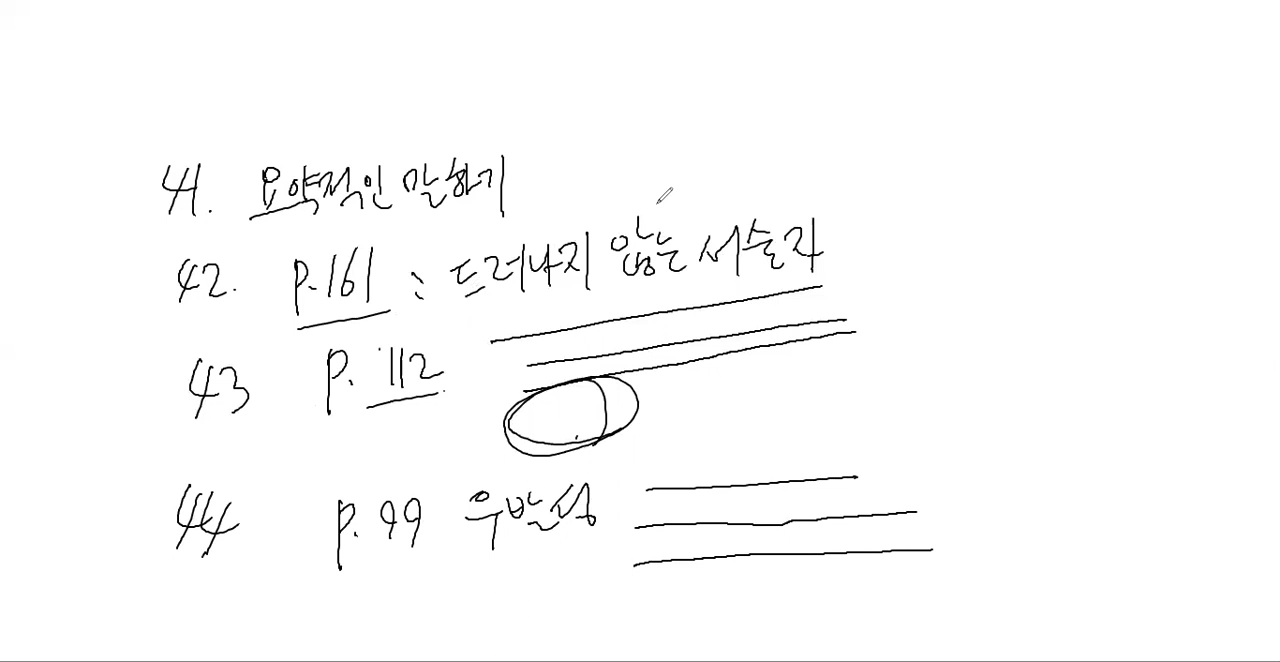 41. 요약적인 말하기
42. p.161 : 드러나지 않는 서술자
43 p. 112
44 p. 99 우발성